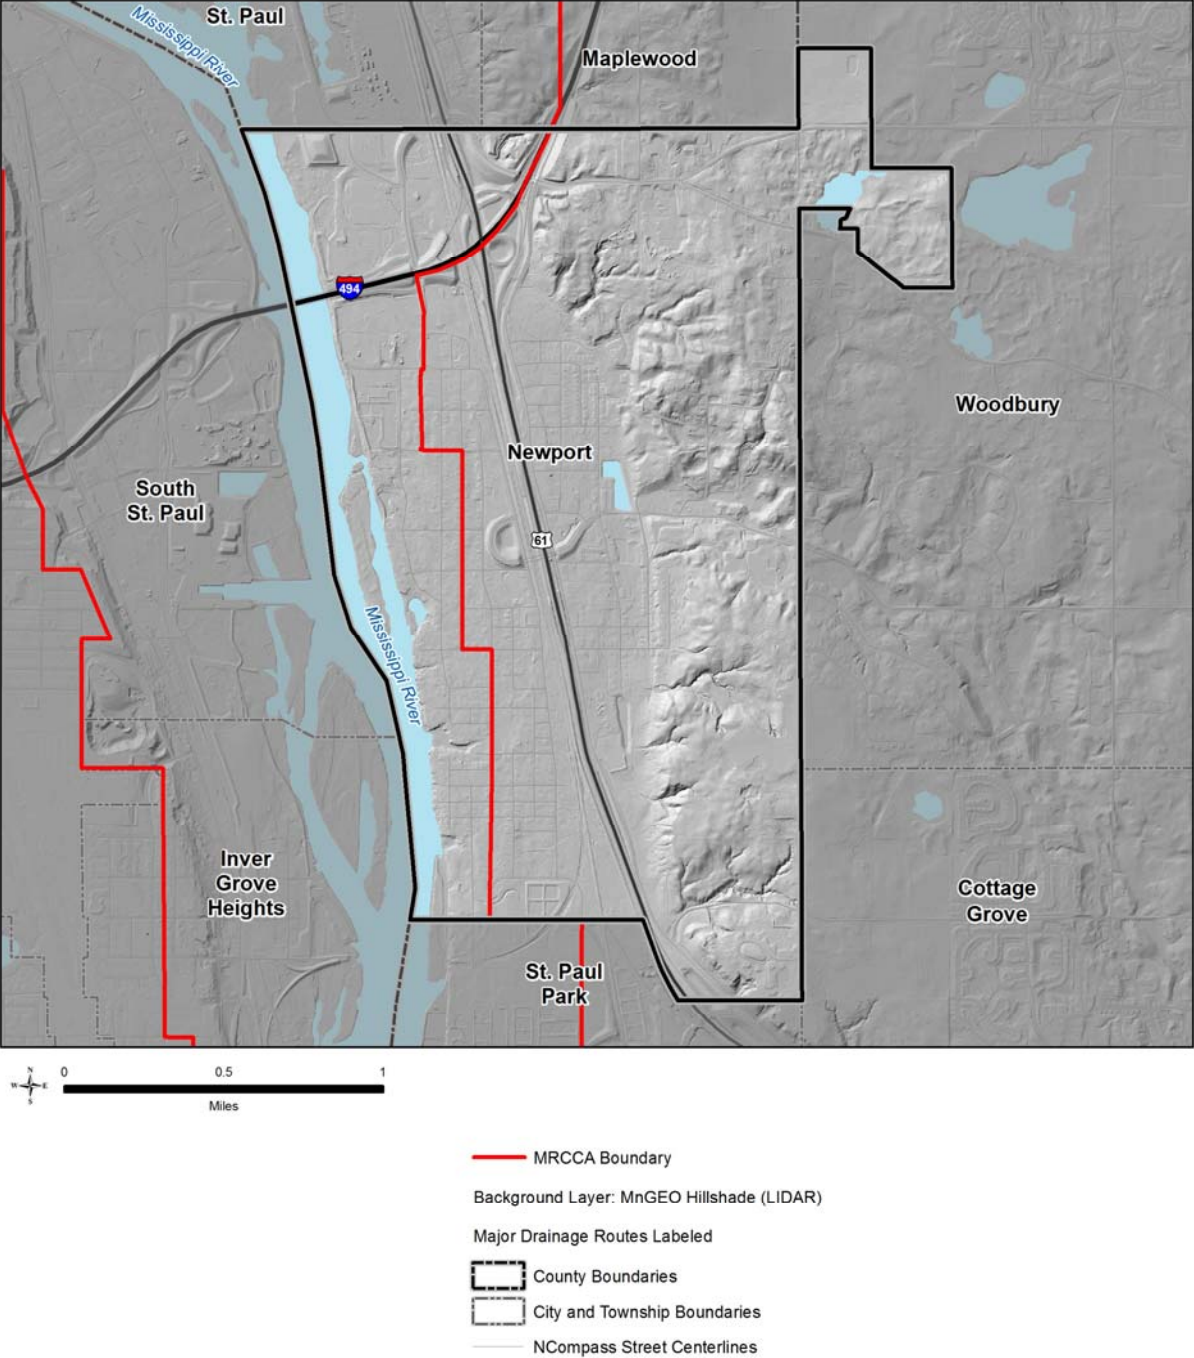 St. Paul
Mississippi River
Maplewood
494
Woodbury
Newport
South
St. Paul
61
Mississippi River
Inver
Grove
Heights
Cottage
Grove
St. Paul
Park
N
W E
S
0 0.5 1
Miles
MRCCA Boundary
Background Layer: MnGEO Hillshade (LIDAR)
Major Drainage Routes Labeled
County Boundaries
City and Township Boundaries
NCompass Street Centerlines